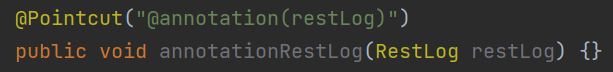 @Pointcut("@annotation(restLog)")
public void annotationRestLog(RestLog restLog) {}